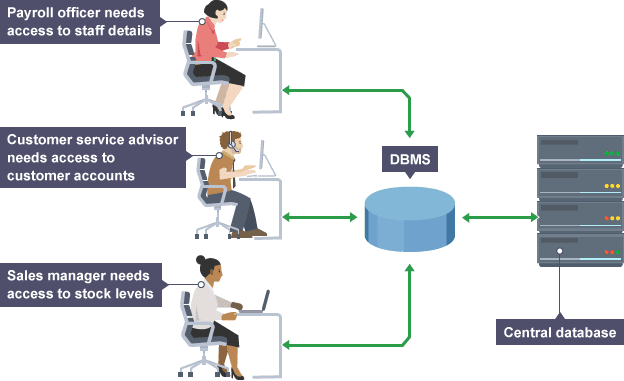 Payroll officer needs
access to staff details
Customer service advisor
needs access to
customer accounts
DBMS
Sales manager needs
access to stock levels
Central database